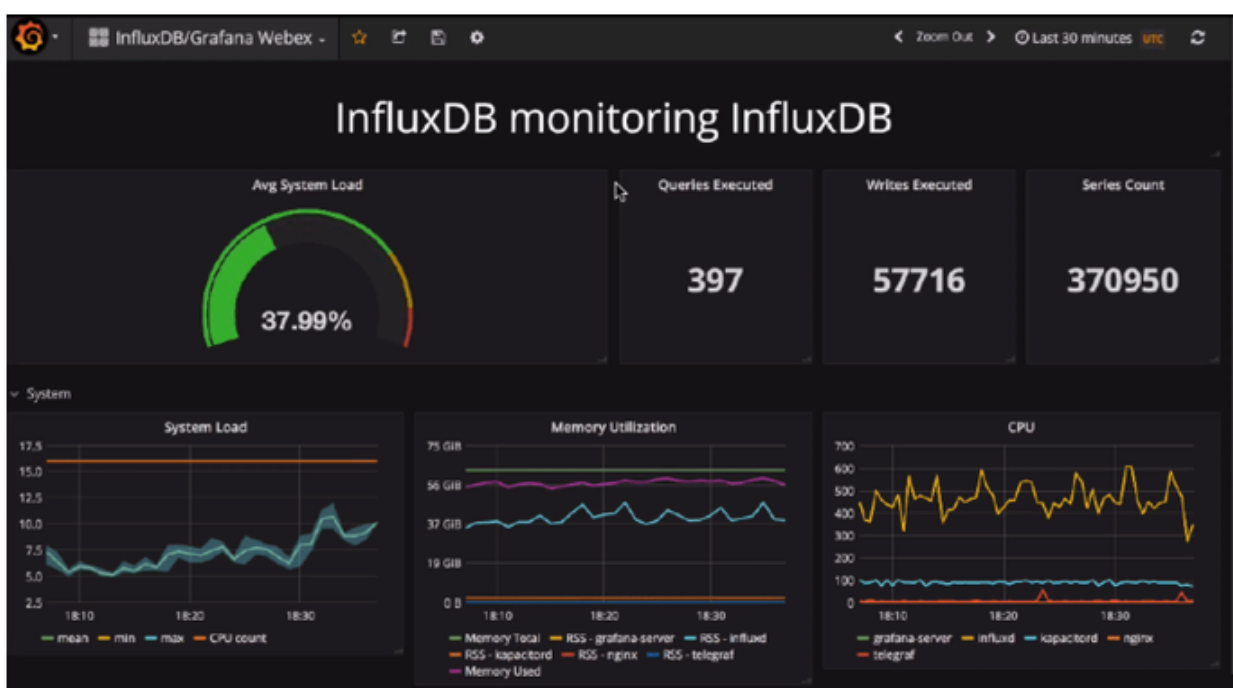 InfluxDB/Grafana Webex
Zoom Out
Last 30 minutes UTC
InfluxDB monitoring InfluxDB
Avg System Load
37.99%
Queries Executed
397
Writes Executed
57716
Series Count
370950
System
System Load
17.5
15.0
12.5
10.0
7.5
5.0
2.5
18:10 18:20 18:30
mean min max CPU count
Memory Utilization
75 GiB
56 GiB
37 GiB
19 GiB
0 B
18:10 18:20 18:30
Memory Total RSS - grafana-server RSS - influxd
RSS - kapacitord RSS - nginx RSS - telegraf
Memory Used
CPU
700
600
500
400
300
200
100
0
18:10 18:20 18:30
grafana-server influxd kapacitord nginx
telegraf